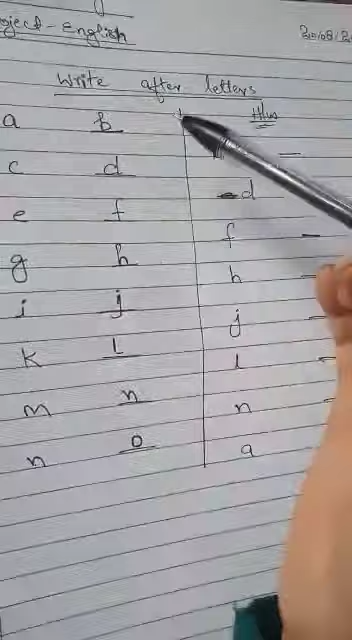 Subject - English
Write after letters
a b
H/w
c d
d
e f
f
g h
h
i j
j
k l
l
m n
n
n o
a